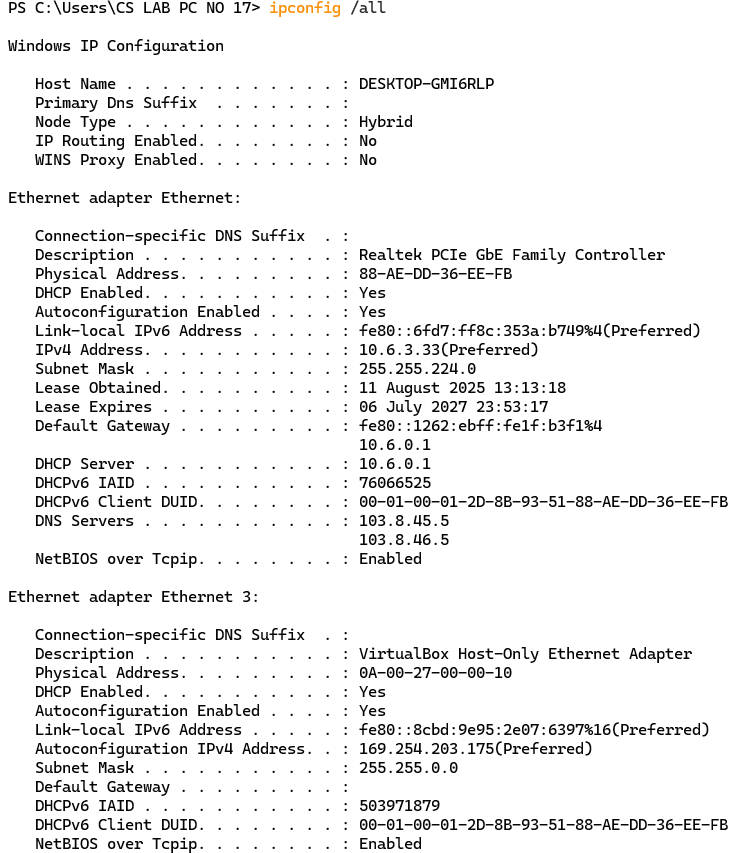 PS C:\Users\CS LAB PC NO 17> ipconfig /all
Windows IP Configuration
Host Name . . . . . . . . . . . . : DESKTOP-GMI6RLP
Primary Dns Suffix  . . . . . . . :
Node Type . . . . . . . . . . . . : Hybrid
IP Routing Enabled. . . . . . . . : No
WINS Proxy Enabled. . . . . . . . : No
Ethernet adapter Ethernet:
Connection-specific DNS Suffix  . :
Description . . . . . . . . . . . : Realtek PCIe GbE Family Controller
Physical Address. . . . . . . . . : 88-AE-DD-36-EE-FB
DHCP Enabled. . . . . . . . . . . : Yes
Autoconfiguration Enabled . . . . : Yes
Link-local IPv6 Address . . . . . : fe80::6fd7:ff8c:353a:b749%4(Preferred)
IPv4 Address. . . . . . . . . . . : 10.6.3.33(Preferred)
Subnet Mask . . . . . . . . . . . : 255.255.224.0
Lease Obtained. . . . . . . . . . : 11 August 2025 13:13:18
Lease Expires . . . . . . . . . . : 06 July 2027 23:53:17
Default Gateway . . . . . . . . . : fe80::1262:ebff:fe1f:b3f1%4
10.6.0.1
DHCP Server . . . . . . . . . . . : 10.6.0.1
DHCPv6 IAID . . . . . . . . . . . : 76066525
DHCPv6 Client DUID. . . . . . . . : 00-01-00-01-2D-8B-93-51-88-AE-DD-36-EE-FB
DNS Servers . . . . . . . . . . . : 103.8.45.5
103.8.46.5
NetBIOS over Tcpip. . . . . . . . : Enabled
Ethernet adapter Ethernet 3:
Connection-specific DNS Suffix  . :
Description . . . . . . . . . . . : VirtualBox Host-Only Ethernet Adapter
Physical Address. . . . . . . . . : 0A-00-27-00-00-10
DHCP Enabled. . . . . . . . . . . : Yes
Autoconfiguration Enabled . . . . : Yes
Link-local IPv6 Address . . . . . : fe80::8cbd:9e95:2e07:6397%16(Preferred)
Autoconfiguration IPv4 Address. . : 169.254.203.175(Preferred)
Subnet Mask . . . . . . . . . . . : 255.255.0.0
Default Gateway . . . . . . . . . :
DHCPv6 IAID . . . . . . . . . . . : 503971879
DHCPv6 Client DUID. . . . . . . . : 00-01-00-01-2D-8B-93-51-88-AE-DD-36-EE-FB
NetBIOS over Tcpip. . . . . . . . : Enabled